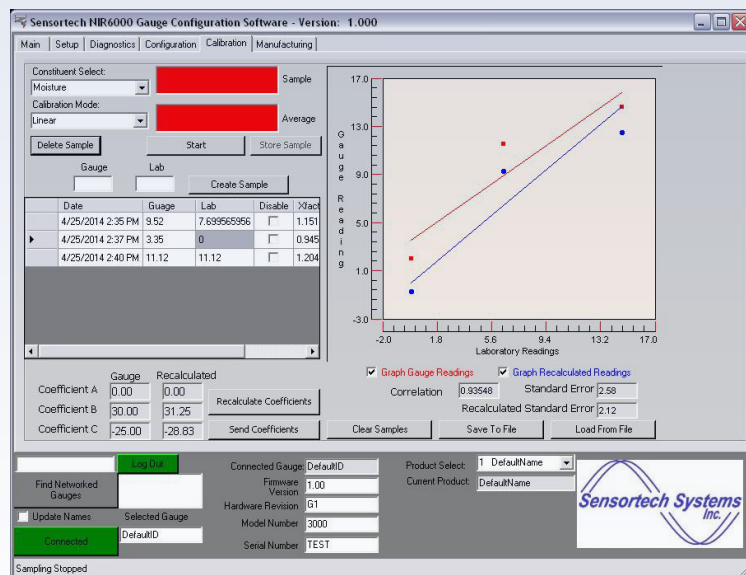 Sensortech NIR6000 Gauge Configuration Software - Version: 1.000
Main Setup Diagnostics Configuration Calibration Manufacturing
Constituent Select:
Moisture
Sample
Calibration Mode:
Linear
Average
Delete Sample Start Store Sample
Gauge Lab
Create Sample
Date Guage Lab Disable Xfact
4/25/2014 2:35 PM 9.52 7.699565956 1.151
4/25/2014 2:37 PM 3.35 0 0.945
4/25/2014 2:40 PM 11.12 11.12 1.204
Gauge Recalculated
Coefficient A 0.00 0.00
Coefficient B 30.00 31.25
Coefficient C -25.00 -28.83
Recalculate Coefficients
Send Coefficients
Gauge Reading
17.0
13.0
9.0
5.0
1.0
-3.0
-2.0 1.8 5.6 9.4 13.2 17.0
Laboratory Readings
Graph Gauge Readings Graph Recalculated Readings
Correlation 0.93548 Standard Error 2.58
Recalculated Standard Error 2.12
Clear Samples Save To File Load From File
Log Out
Find Networked Gauges
Update Names Selected Gauge
Connected DefaultID
Connected Gauge: DefaultID
Firmware Version 1.00
Hardware Revision G1
Model Number 3000
Serial Number TEST
Product Select: 1 DefaultName
Current Product: DefaultName
Sensortech Systems
Inc.
Sampling Stopped